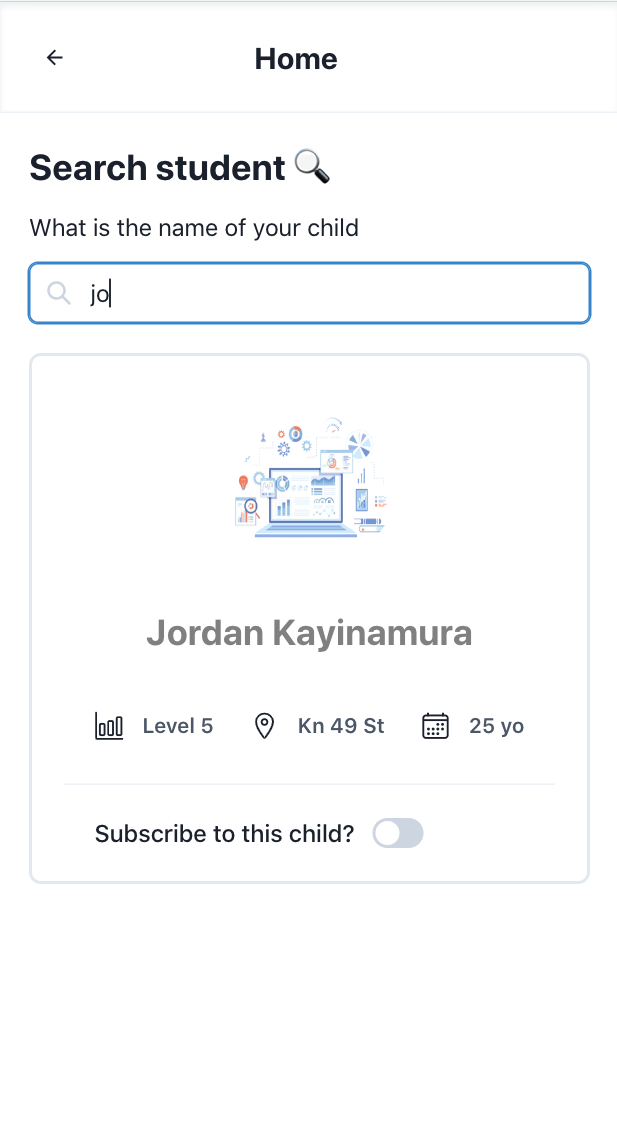 Home
Search student
What is the name of your child
jo
Jordan Kayinamura
Level 5 Kn 49 St 25 yo
Subscribe to this child?